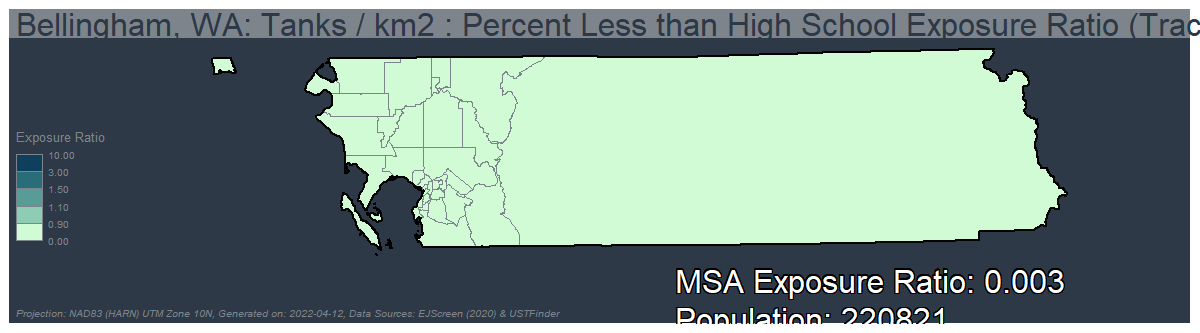 Bellingham, WA: Tanks / km2 : Percent Less than High School Exposure Ratio (Trac
Exposure Ratio
10.00
3.00
1.50
1.10
0.90
0.00
MSA Exposure Ratio: 0.003
Population: 220821
Projection: NAD83 (HARN) UTM Zone 10N, Generated on: 2022-04-12, Data Sources: EJScreen (2020) & USTFinder